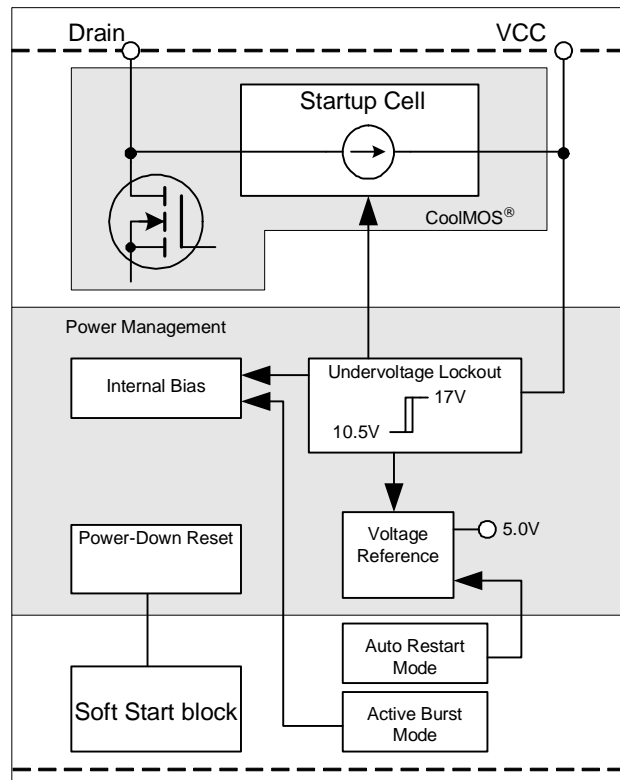 Drain
VCC
Startup Cell
CoolMOS®
Power Management
Internal Bias
Undervoltage Lockout
17V
10.5V
Power-Down Reset
Voltage
Reference
5.0V
Auto Restart
Mode
Soft Start block
Active Burst
Mode